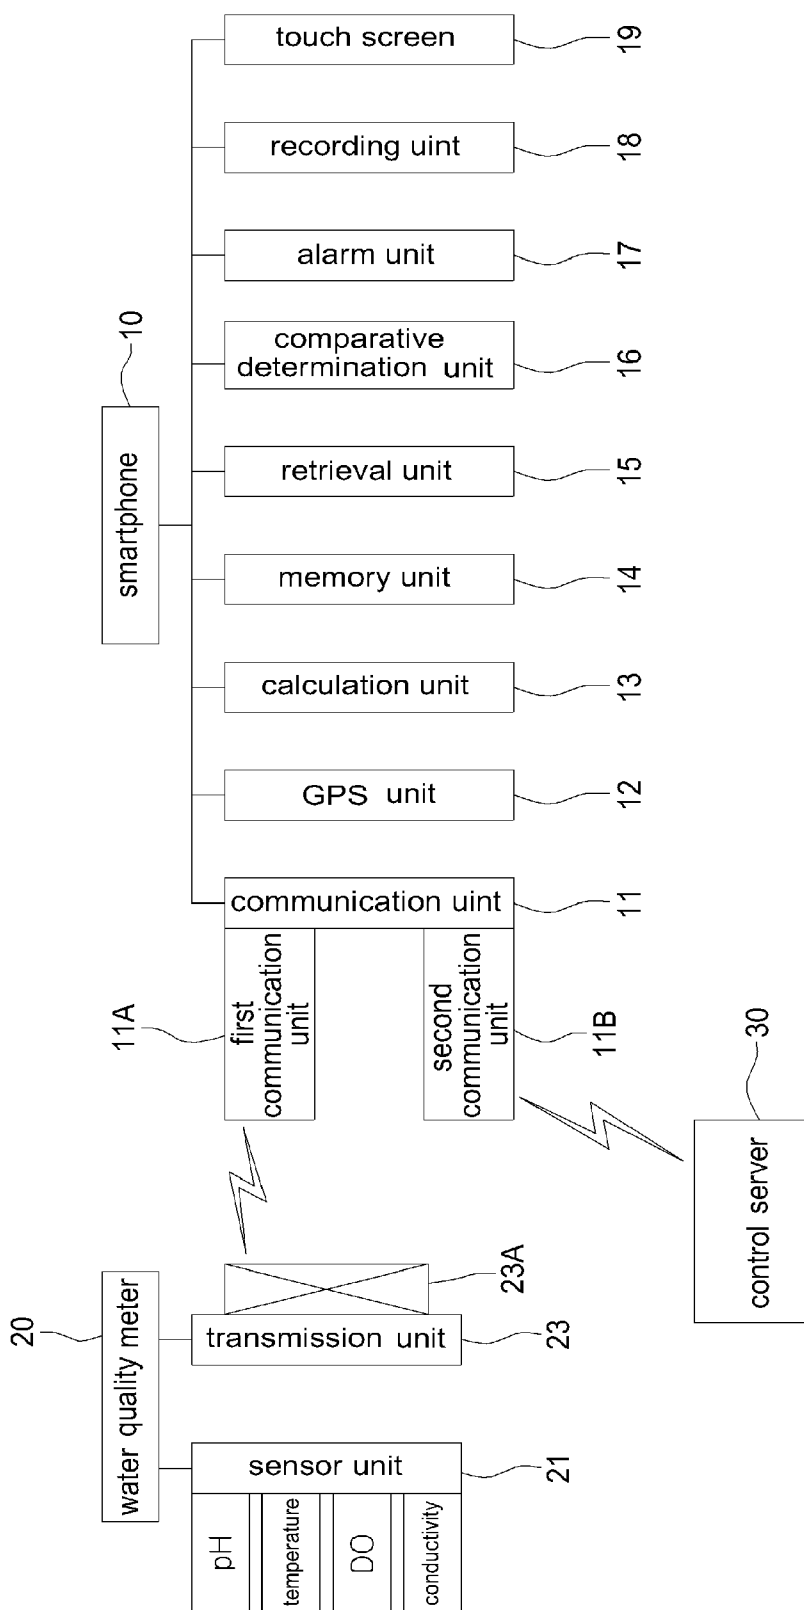 touch screen
19
recording uint
18
alarm unit
17
10
comparative
determination unit
16
smartphone
retrieval unit
15
memory unit
14
calculation unit
13
GPS unit
12
communication uint
11
11A
first
communication
unit
second
communication
unit
11B
30
control server
23A
20
water quality meter
transmission unit
23
sensor unit
21
pH
temperature
DO
conductivity